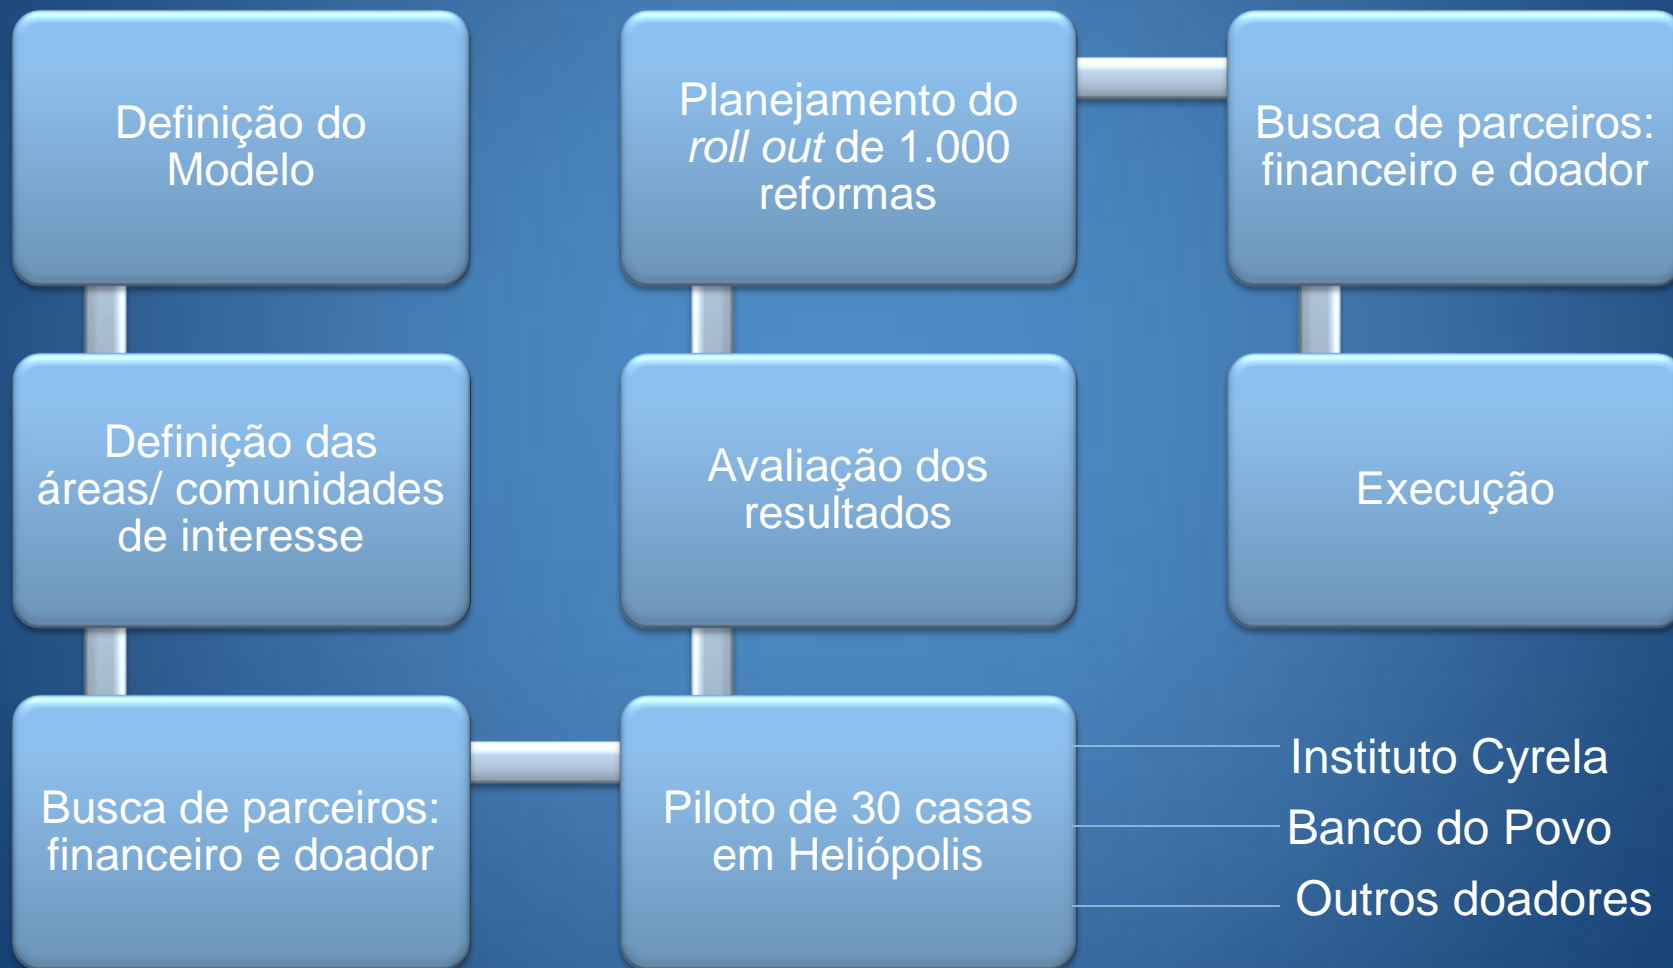 Definição do
Modelo
Definição das
áreas/ comunidades
de interesse
Busca de parceiros:
financeiro e doador
Piloto de 30 casas
em Heliópolis
Avaliação dos
resultados
Planejamento do
roll out de 1.000
reformas
Busca de parceiros:
financeiro e doador
Execução
Instituto Cyrela
Banco do Povo
Outros doadores